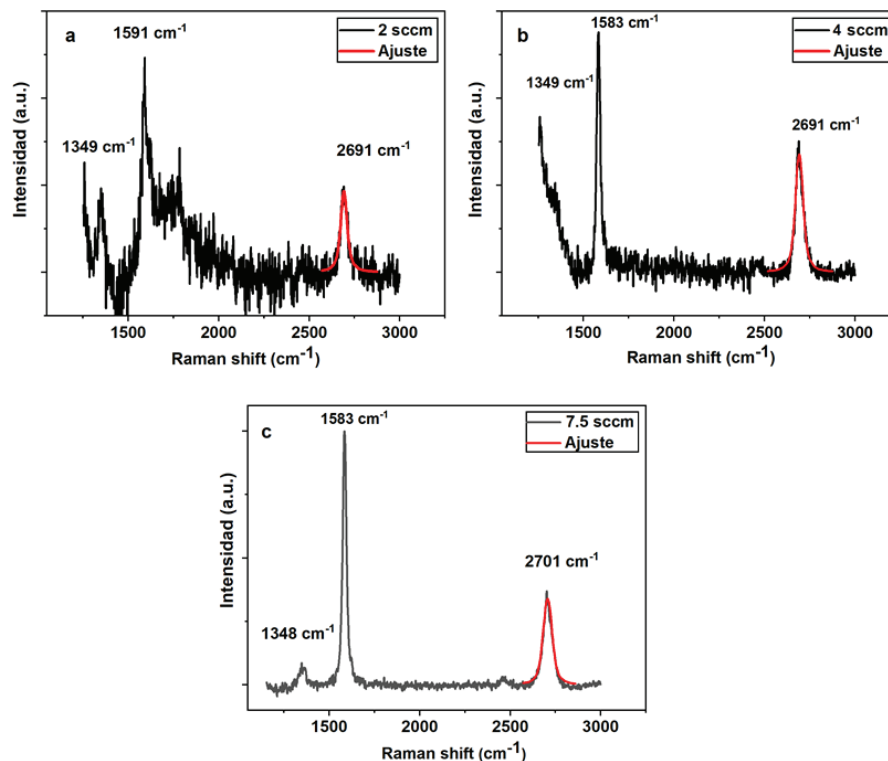 a
1591 cm-1
2 sccm
Ajuste
1349 cm-1
2691 cm-1
Intensidad (a.u.)
1500 2000 2500 3000
Raman shift (cm-1)
b
1583 cm-1
4 sccm
Ajuste
1349 cm-1
2691 cm-1
Intensidad (a.u.)
1500 2000 2500 3000
Raman shift (cm-1)
c
1583 cm-1
7.5 sccm
Ajuste
2701 cm-1
1348 cm-1
Intensidad (a.u.)
1500 2000 2500 3000
Raman shift (cm-1)